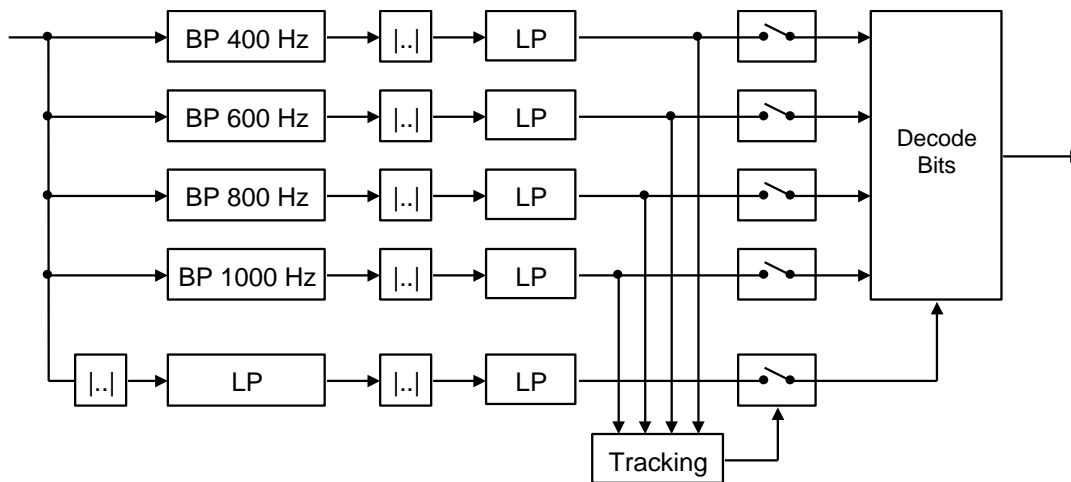 BP 400 Hz |..| LP
BP 600 Hz |..| LP
BP 800 Hz |..| LP
BP 1000 Hz |..| LP
|..| LP |..| LP
Decode
Bits
Tracking